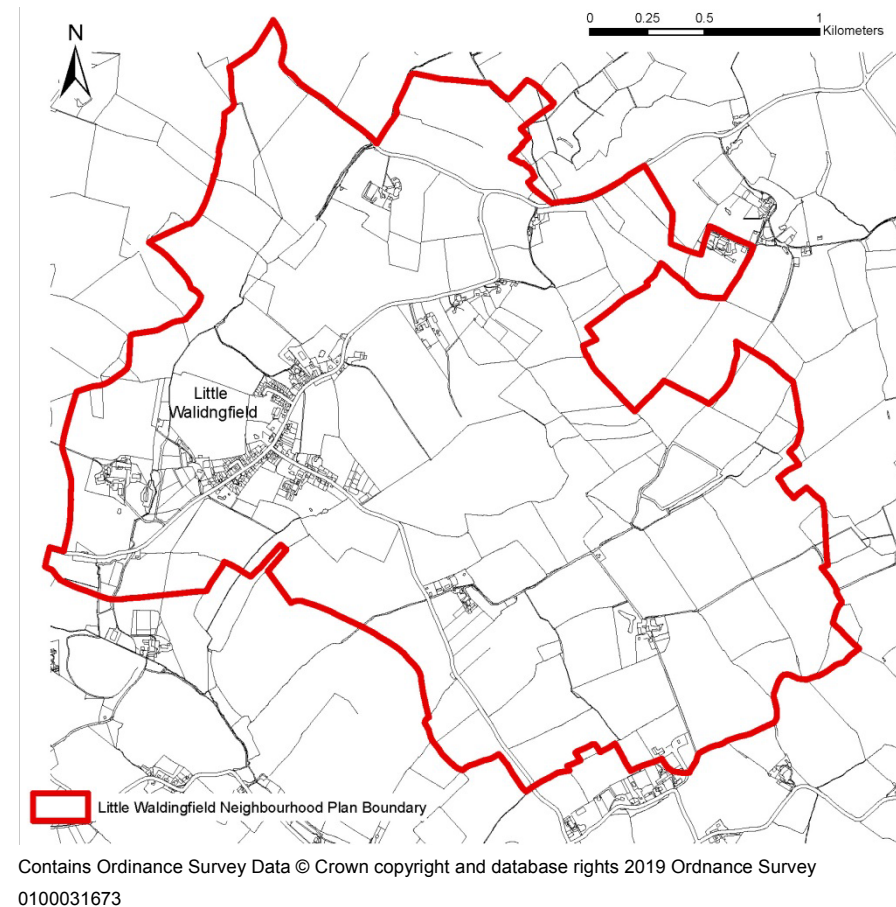 N
0 0.25 0.5 1
Kilometers
Little
Walidngfield
Little Waldingfield Neighbourhood Plan Boundary
Contains Ordinance Survey Data © Crown copyright and database rights 2019 Ordnance Survey
0100031673